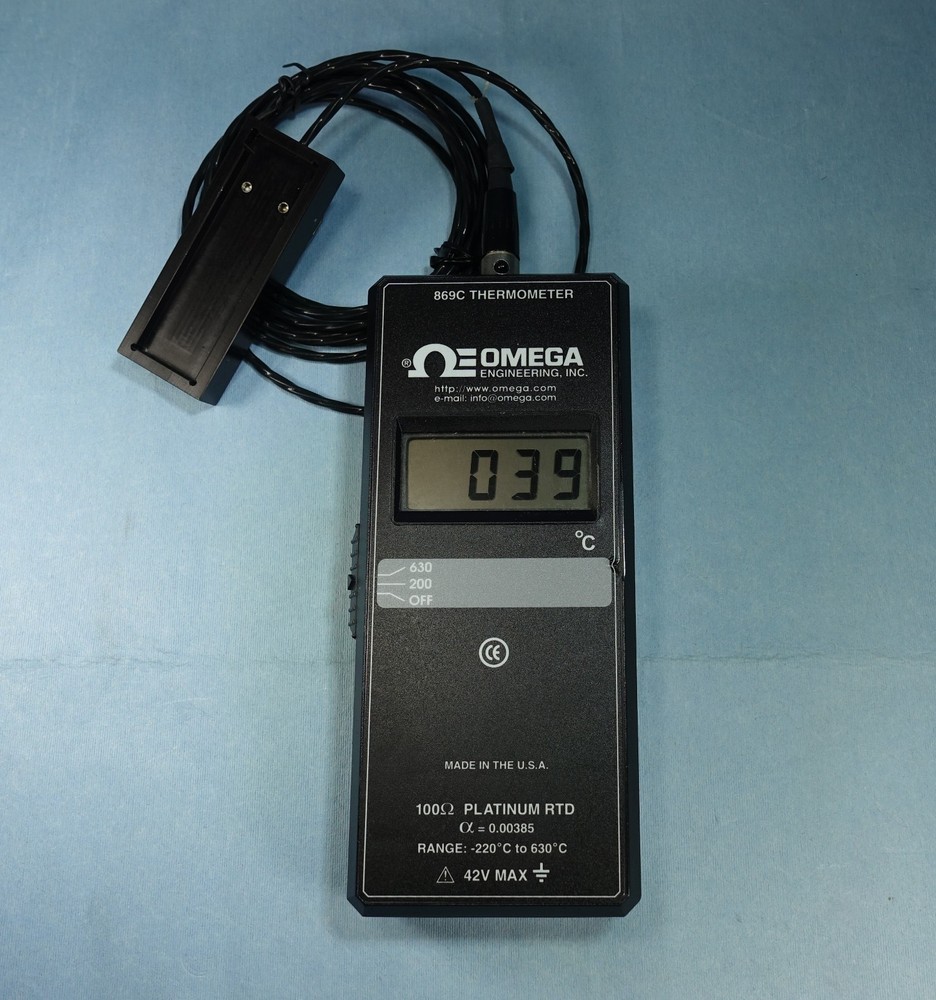 869C THERMOMETER
® ΩE OMEGA
ENGINEERING, INC.
http://www.omega.com
e-mail: info@omega.com
039
°C
630
200
OFF
CE
MADE IN THE U.S.A.
100Ω PLATINUM RTD
α = 0.00385
RANGE: -220°C to 630°C
⚠ 42V MAX ⏚